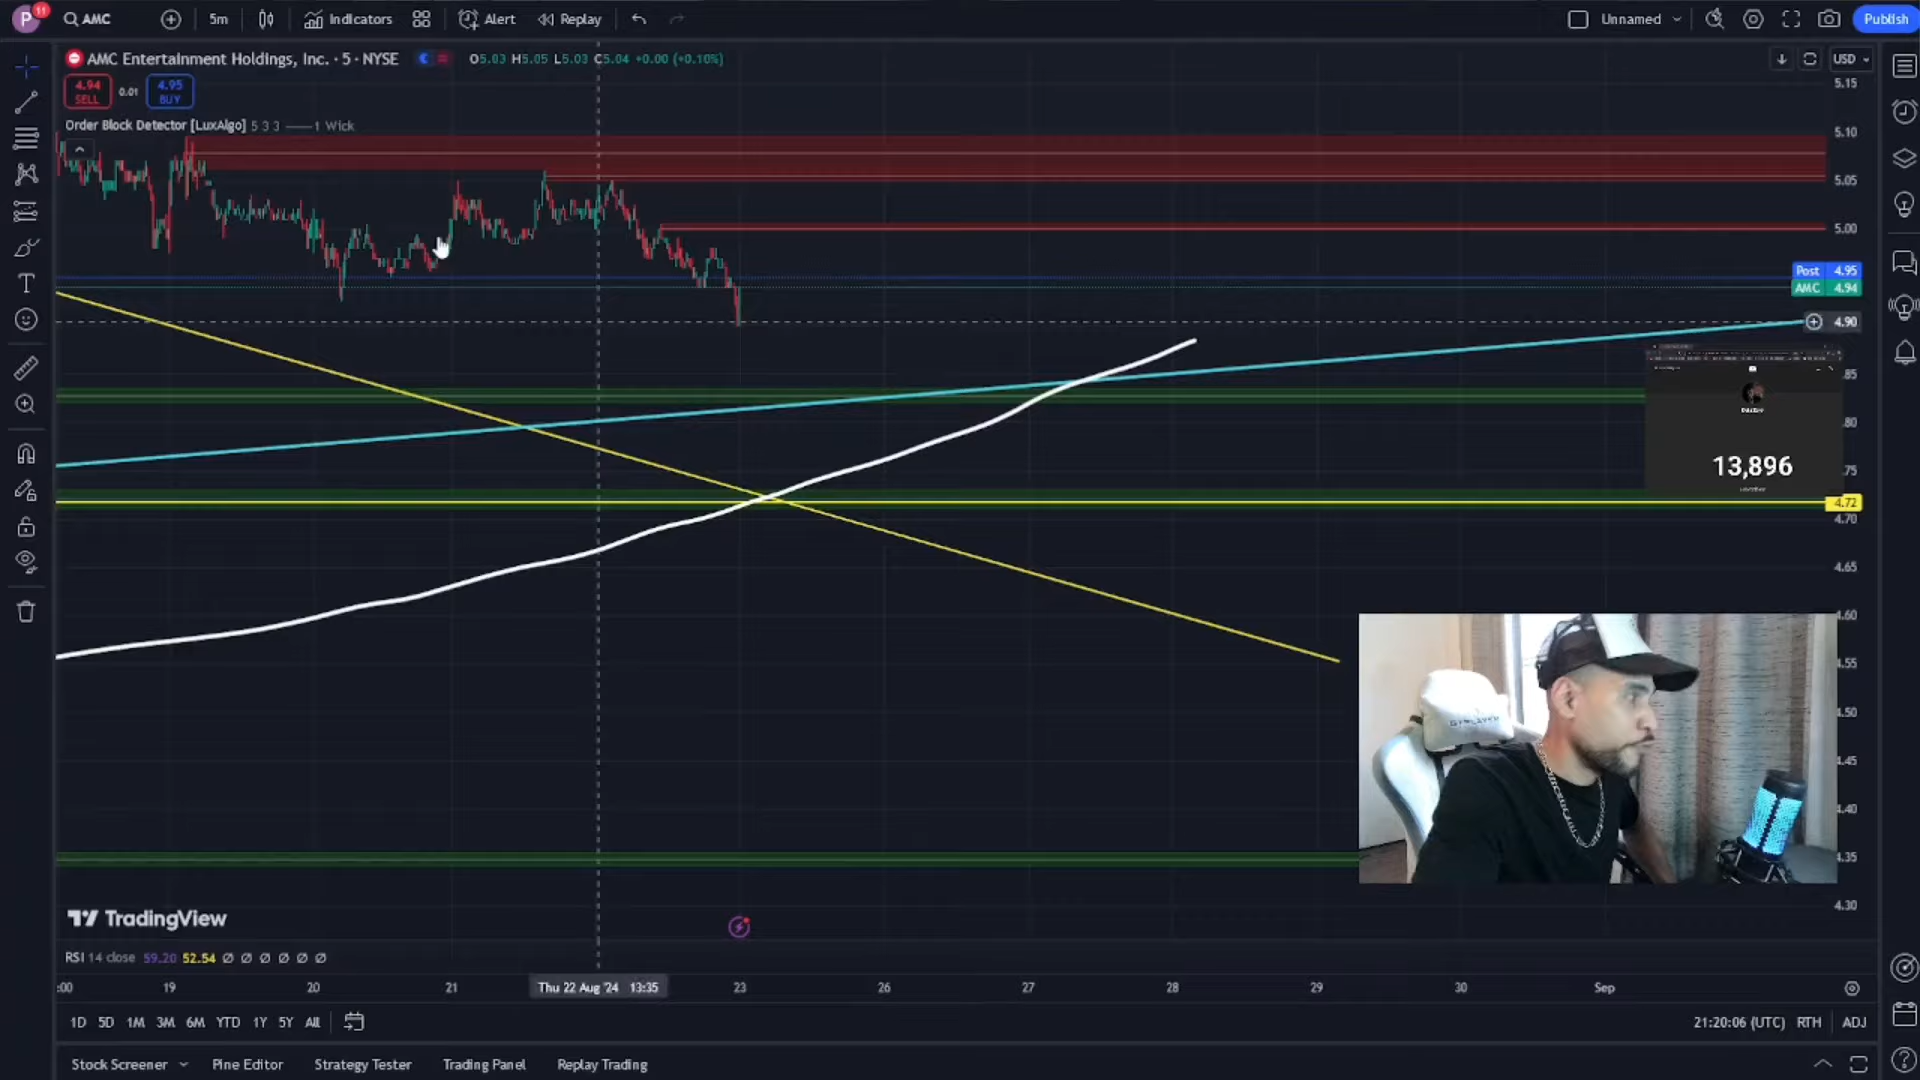 P 11 AMC 5m Indicators Alert Replay Unnamed Publish
AMC Entertainment Holdings, Inc. · 5 · NYSE O5.03 H5.05 L5.03 C5.04 +0.00 (+0.10%) USD
4.94 SELL 0.01 4.95 BUY
Order Block Detector [LuxAlgo] 5 3 3 1 Wick
5.15
5.10
5.05
5.00
Post 4.95
AMC 4.94
4.90
.85
.80
.75
13,896
4.72
4.70
4.65
4.60
4.55
4.50
4.45
4.40
4.35
4.30
TradingView
RSI 14 close 59.20 52.54 Ø Ø Ø Ø Ø Ø
:00 19 20 21 Thu 22 Aug '24 13:35 23 26 27 28 29 30 Sep
1D 5D 1M 3M 6M YTD 1Y 5Y All 21:20:06 (UTC) RTH ADJ
Stock Screener Pine Editor Strategy Tester Trading Panel Replay Trading